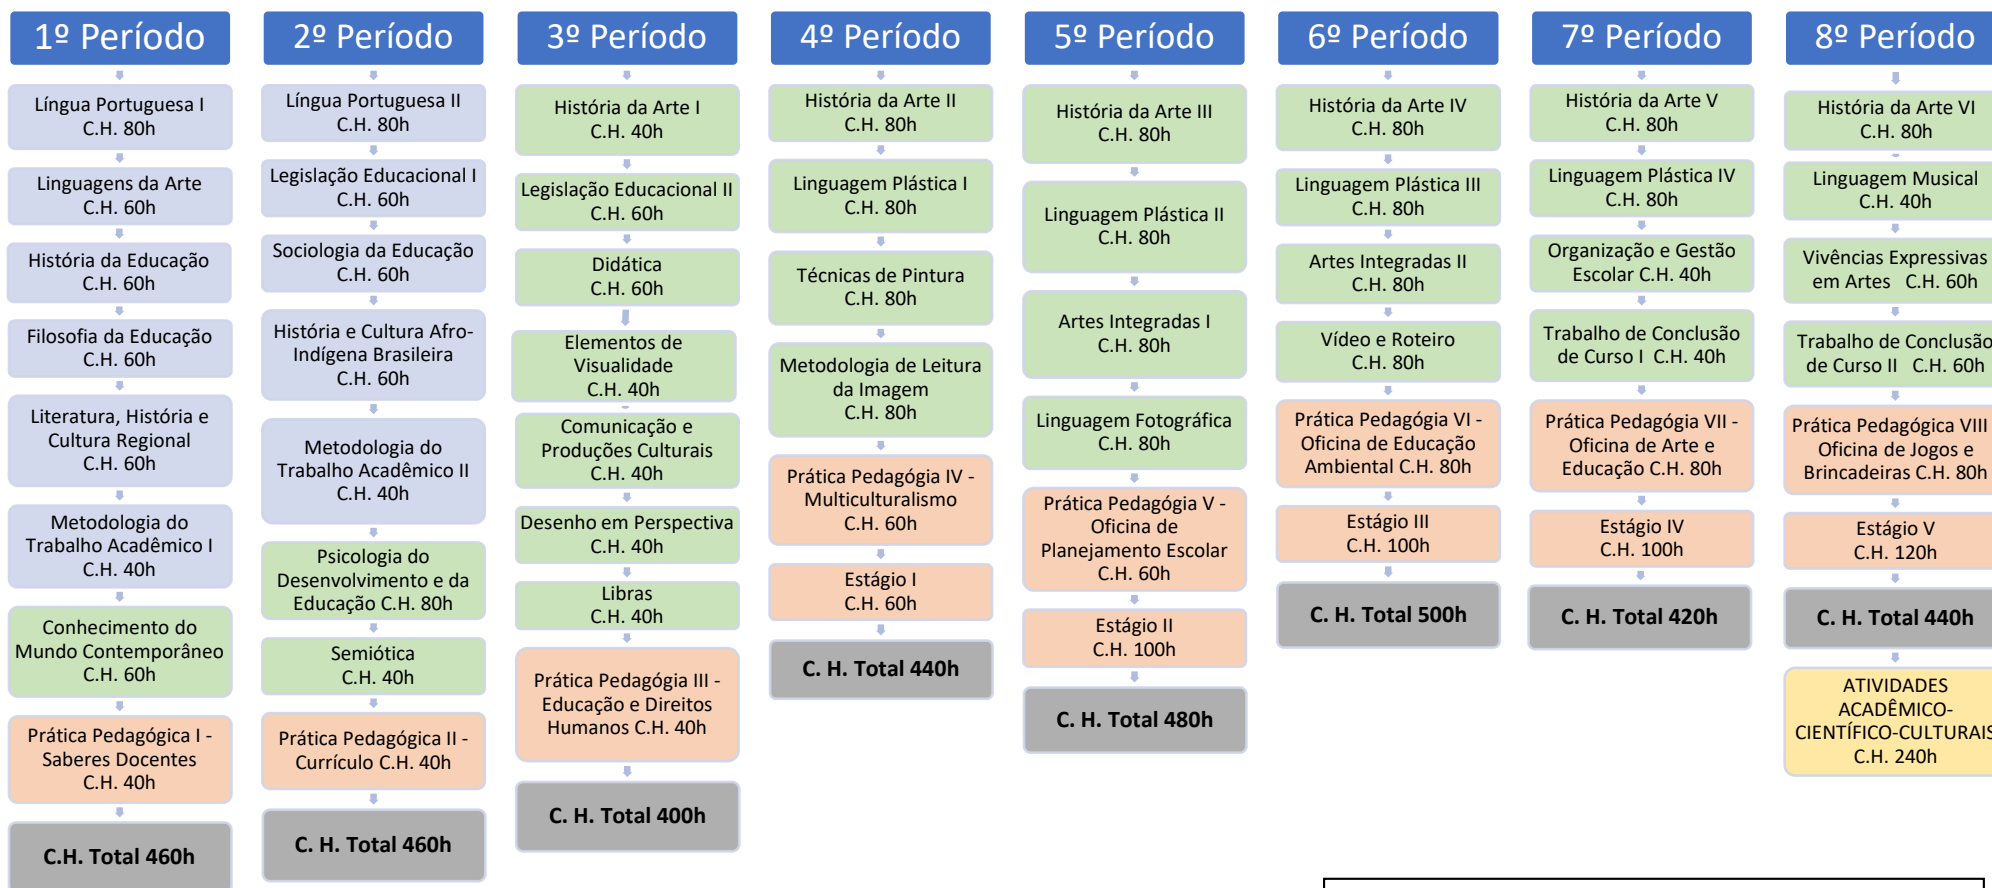 1º Período
Língua Portuguesa I
C.H. 80h
Linguagens da Arte
C.H. 60h
História da Educação
C.H. 60h
Filosofia da Educação
C.H. 60h
Literatura, História e
Cultura Regional
C.H. 60h
Metodologia do
Trabalho Acadêmico I
C.H. 40h
Conhecimento do
Mundo Contemporâneo
C.H. 60h
Prática Pedagógica I -
Saberes Docentes
C.H. 40h
C.H. Total 460h
2º Período
Língua Portuguesa II
C.H. 80h
Legislação Educacional I
C.H. 60h
Sociologia da Educação
C.H. 60h
História e Cultura Afro-
Indígena Brasileira
C.H. 60h
Metodologia do
Trabalho Acadêmico II
C.H. 40h
Psicologia do
Desenvolvimento e da
Educação C.H. 80h
Semiótica
C.H. 40h
Prática Pedagógica II -
Currículo C.H. 40h
C. H. Total 460h
3º Período
História da Arte I
C.H. 40h
Legislação Educacional II
C.H. 60h
Didática
C.H. 60h
Elementos de
Visualidade
C.H. 40h
Comunicação e
Produções Culturais
C.H. 40h
Desenho em Perspectiva
C.H. 40h
Libras
C.H. 40h
Prática Pedagógia III -
Educação e Direitos
Humanos C.H. 40h
C. H. Total 400h
4º Período
História da Arte II
C.H. 80h
Linguagem Plástica I
C.H. 80h
Técnicas de Pintura
C.H. 80h
Metodologia de Leitura
da Imagem
C.H. 80h
Prática Pedagógia IV -
Multiculturalismo
C.H. 60h
Estágio I
C.H. 60h
C. H. Total 440h
5º Período
História da Arte III
C.H. 80h
Linguagem Plástica II
C.H. 80h
Artes Integradas I
C.H. 80h
Linguagem Fotográfica
C.H. 80h
Prática Pedagógia V -
Oficina de
Planejamento Escolar
C.H. 60h
Estágio II
C.H. 100h
C. H. Total 480h
6º Período
História da Arte IV
C.H. 80h
Linguagem Plástica III
C.H. 80h
Artes Integradas II
C.H. 80h
Vídeo e Roteiro
C.H. 80h
Prática Pedagógia VI -
Oficina de Educação
Ambiental C.H. 80h
Estágio III
C.H. 100h
C. H. Total 500h
7º Período
História da Arte V
C.H. 80h
Linguagem Plástica IV
C.H. 80h
Organização e Gestão
Escolar C.H. 40h
Trabalho de Conclusão
de Curso I C.H. 40h
Prática Pedagógia VII -
Oficina de Arte e
Educação C.H. 80h
Estágio IV
C.H. 100h
C. H. Total 420h
8º Período
História da Arte VI
C.H. 80h
Linguagem Musical
C.H. 40h
Vivências Expressivas
em Artes C.H. 60h
Trabalho de Conclusão
de Curso II C.H. 60h
Prática Pedagógica VIII
Oficina de Jogos e
Brincadeiras C.H. 80h
Estágio V
C.H. 120h
C. H. Total 440h
ATIVIDADES
ACADÊMICO-
CIENTÍFICO-CULTURAIS
C.H. 240h